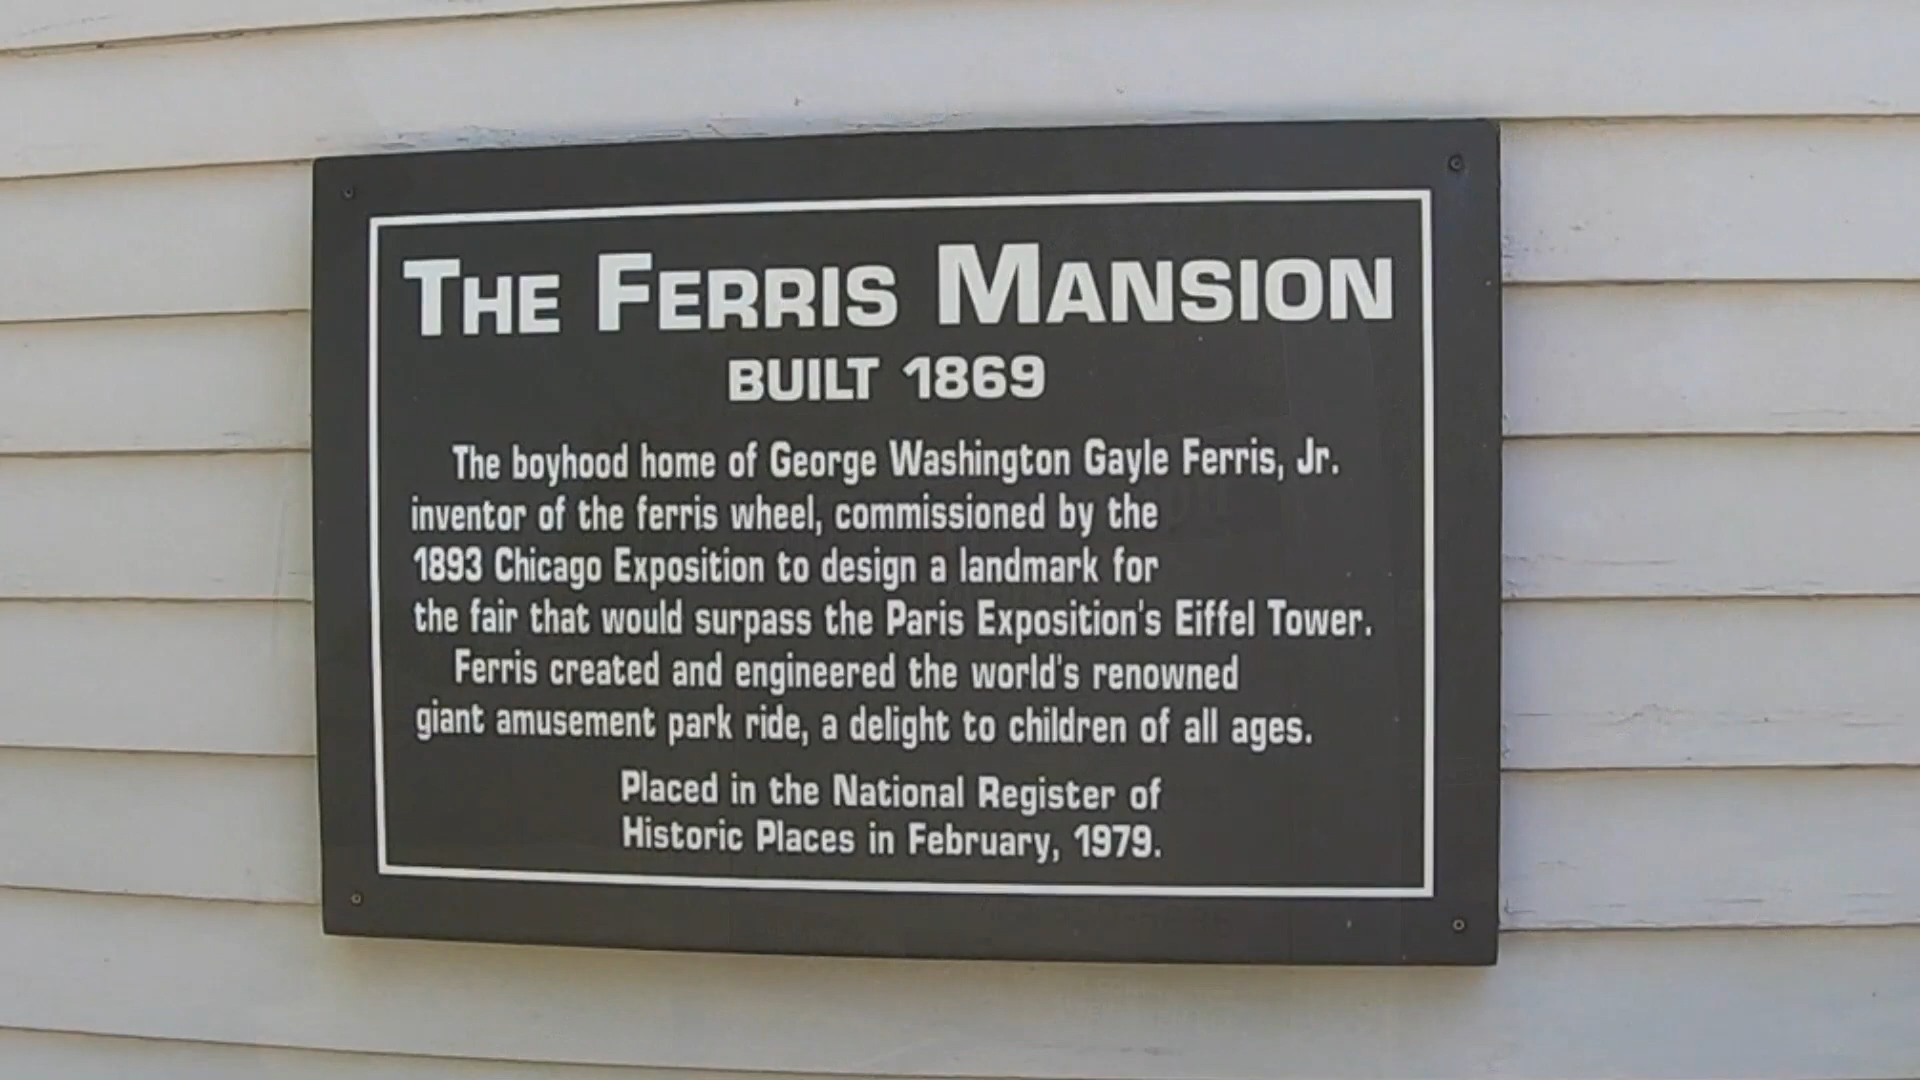 THE FERRIS MANSION
BUILT 1869
The boyhood home of George Washington Gayle Ferris, Jr.
inventor of the ferris wheel, commissioned by the
1893 Chicago Exposition to design a landmark for
the fair that would surpass the Paris Exposition's Eiffel Tower.
Ferris created and engineered the world's renowned
giant amusement park ride, a delight to children of all ages.
Placed in the National Register of
Historic Places in February, 1979.